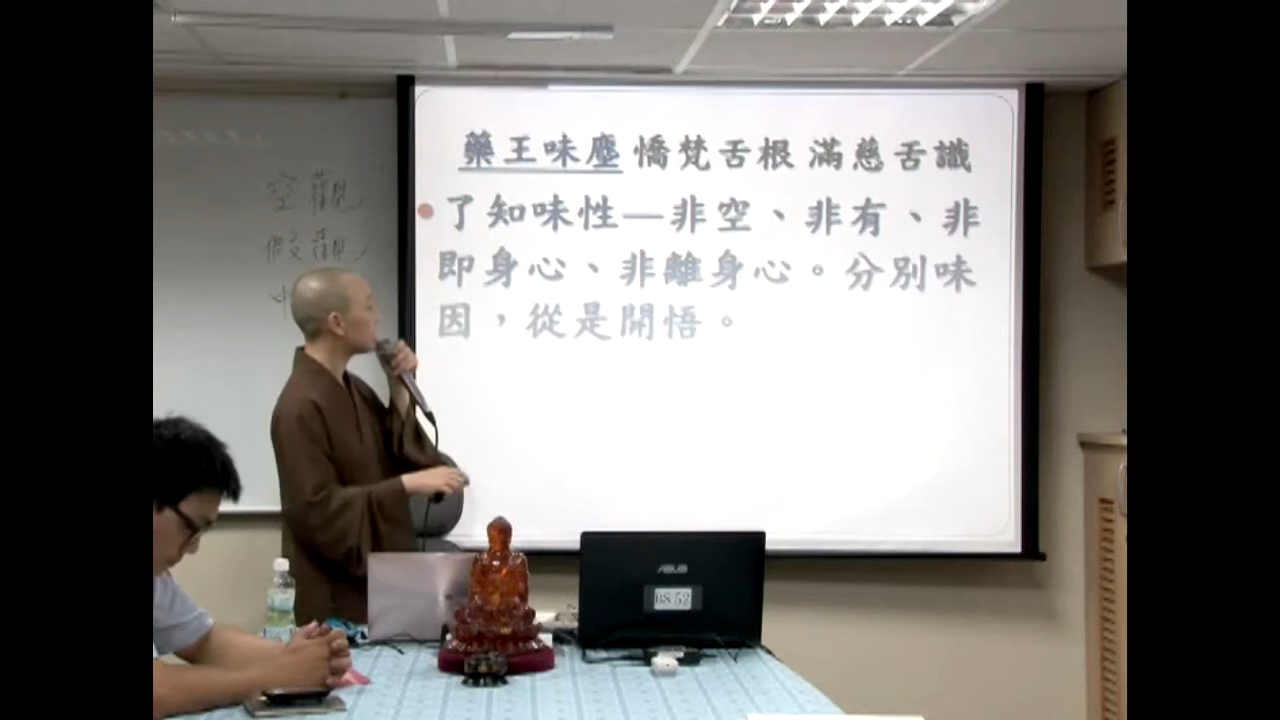 藥王味塵 憍梵舌根 滿慈舌識
了知味性—非空、非有、非
即身心、非離身心。分別味
因，從是開悟。
空觀
假觀
ASUS